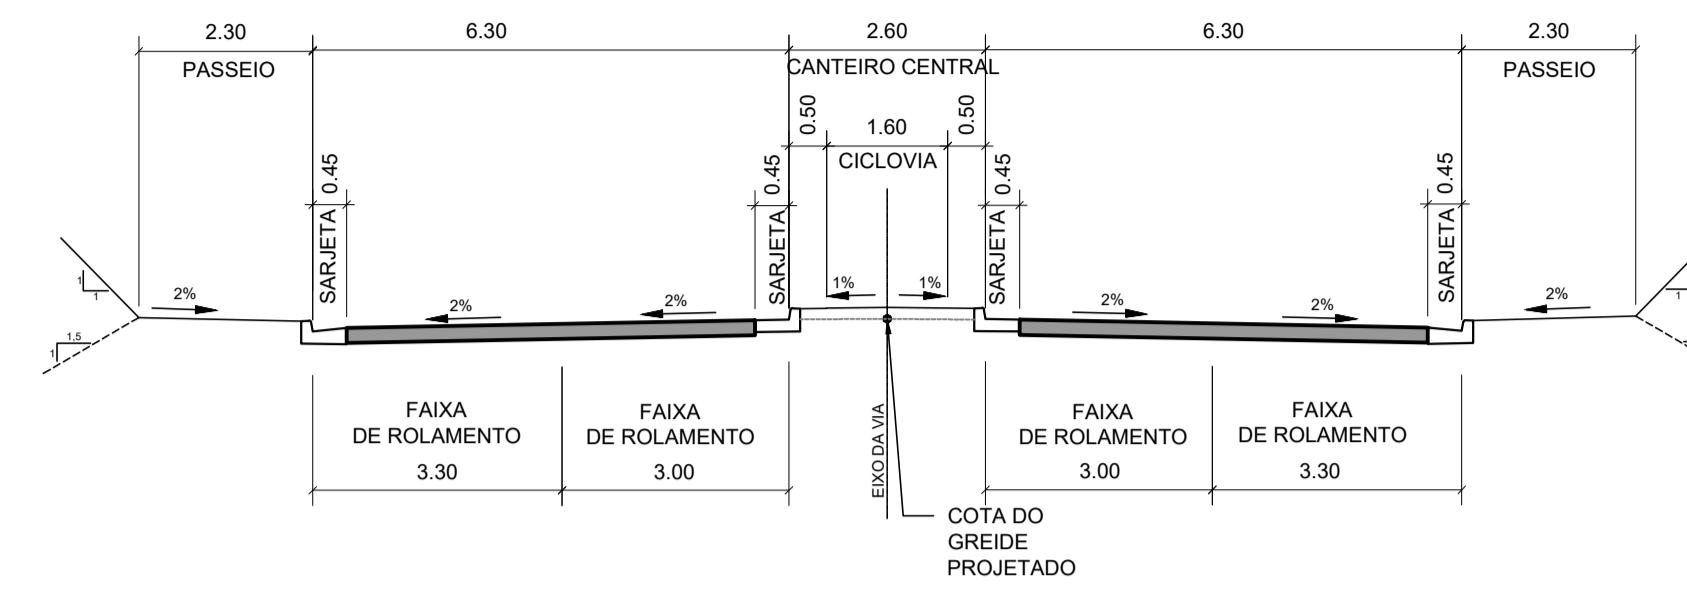 2.30
6.30
2.60
6.30
2.30
PASSEIO
CANTEIRO CENTRAL
PASSEIO
0.50
1.60
0.50
CICLOVIA
0.45
SARJETA
0.45
SARJETA
0.45
SARJETA
0.45
SARJETA
1
1
2%
2%
2%
1%
1%
2%
2%
2%
1
1
1,5
FAIXA
DE ROLAMENTO
3.30
FAIXA
DE ROLAMENTO
3.00
EIXO DA VIA
FAIXA
DE ROLAMENTO
3.00
FAIXA
DE ROLAMENTO
3.30
COTA DO
GREIDE
PROJETADO